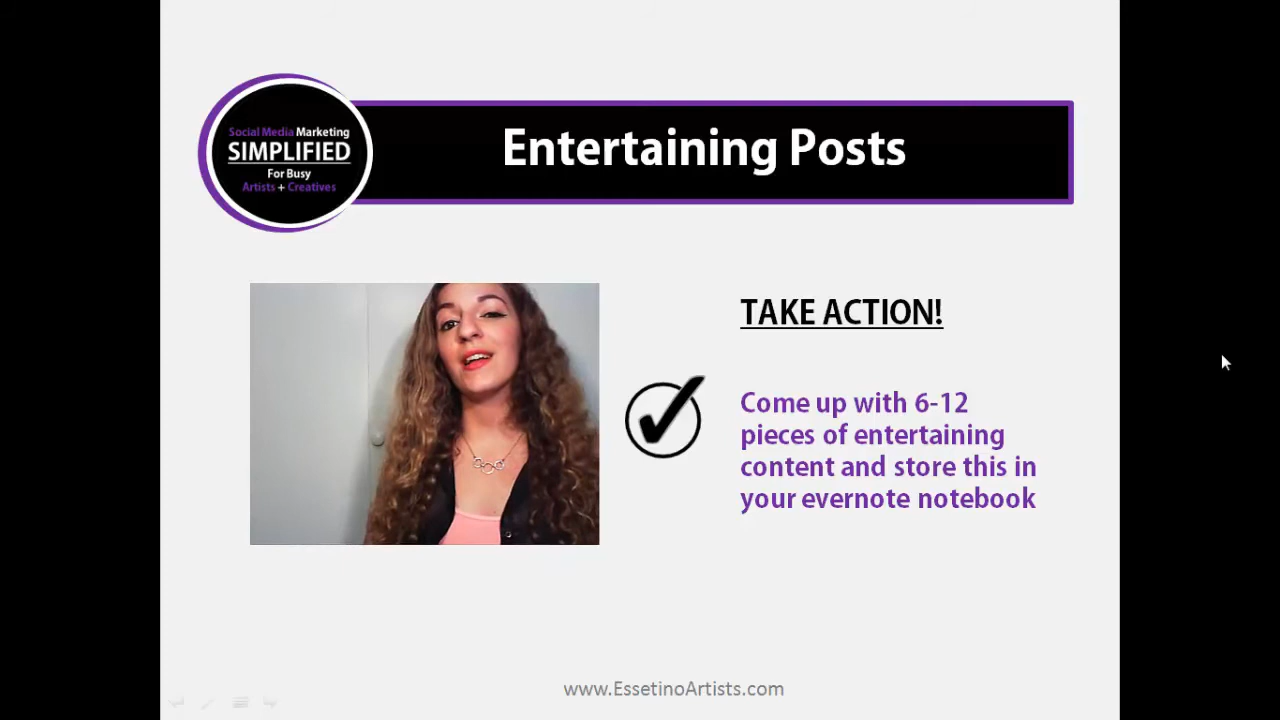 Social Media Marketing
SIMPLIFIED
For Busy
Artists + Creatives
Entertaining Posts
TAKE ACTION!
Come up with 6-12
pieces of entertaining
content and store this in
your evernote notebook
www.EssetinoArtists.com